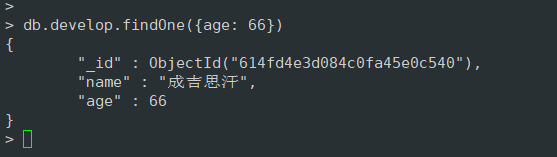 >
> db.develop.findOne({age: 66})
{
        "_id" : ObjectId("614fd4e3d084c0fa45e0c540"),
        "name" : "成吉思汗",
        "age" : 66
}
>